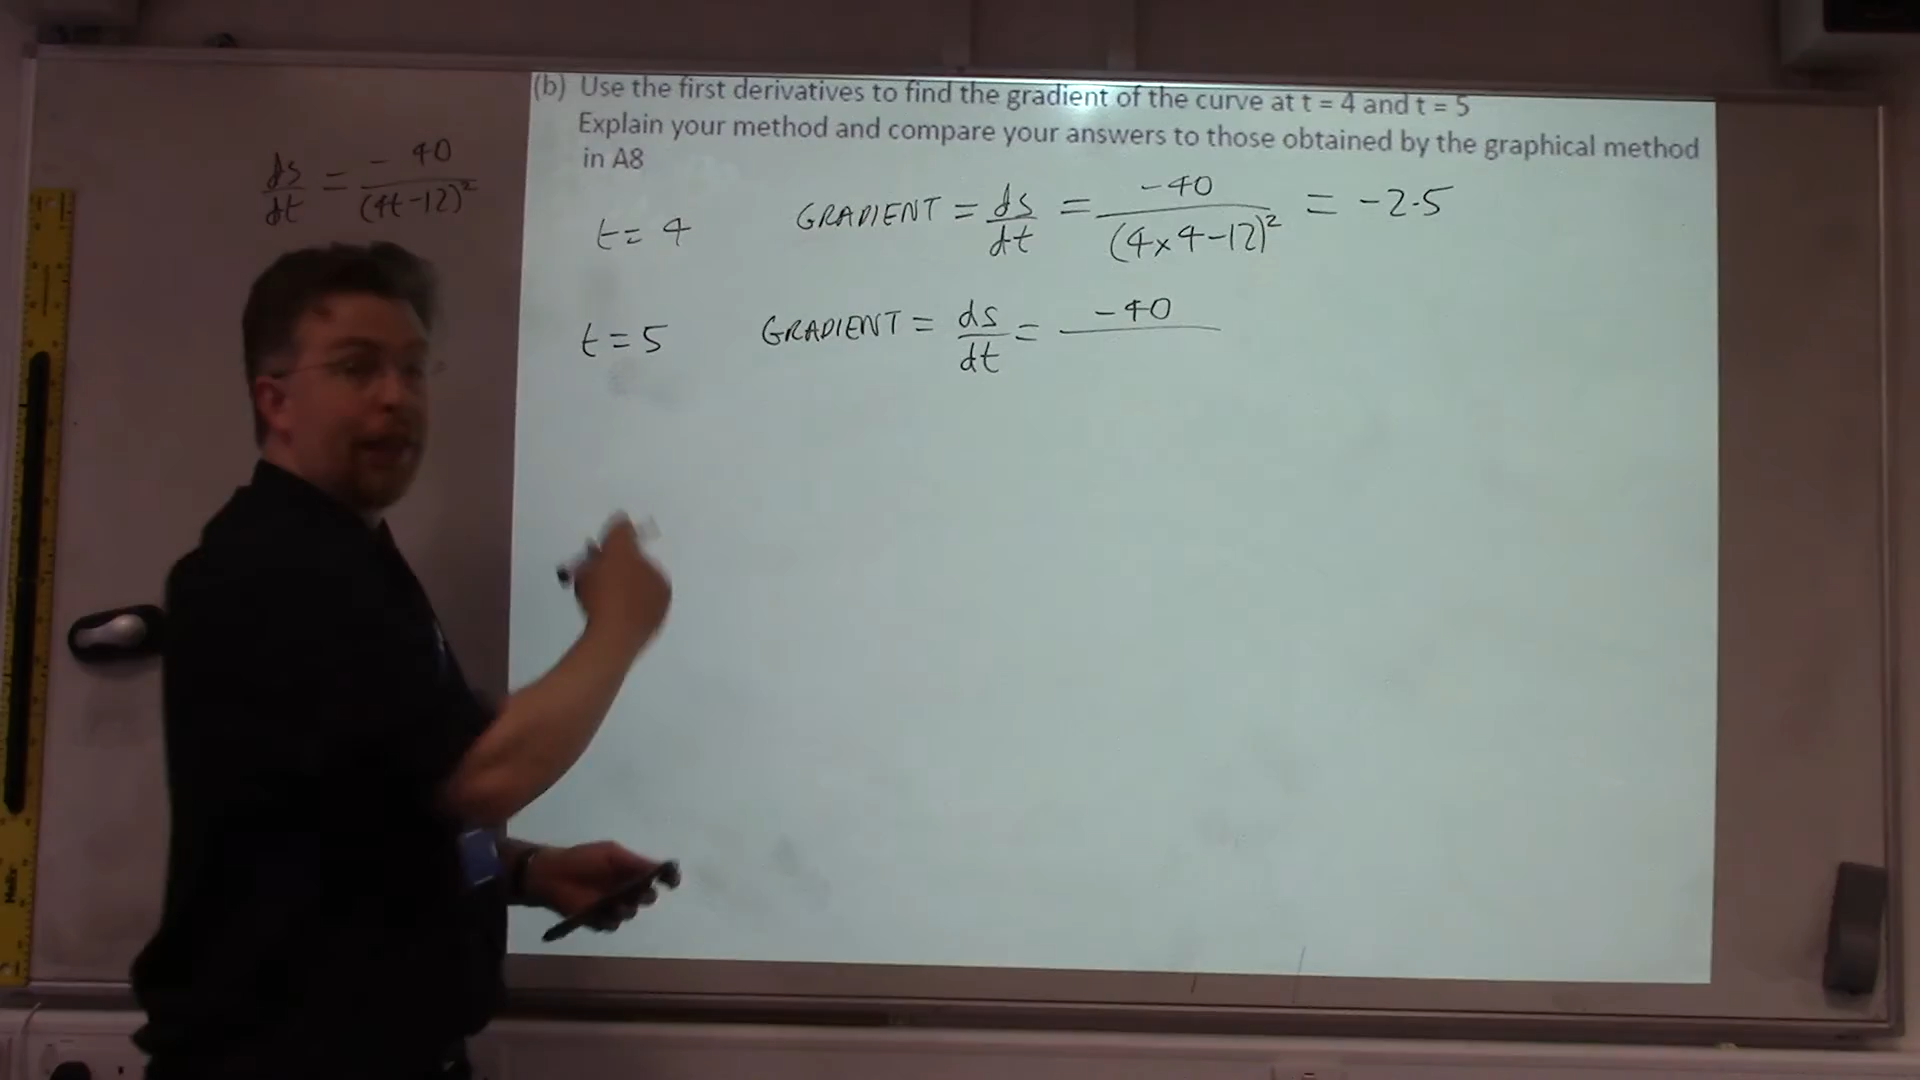 (b) Use the first derivatives to find the gradient of the curve at t = 4 and t = 5
Explain your method and compare your answers to those obtained by the graphical method
in A8
ds/dt = -40/(4t-12)²
t = 4 GRADIENT = ds/dt = -40/(4×4-12)² = -2.5
t = 5 GRADIENT = ds/dt = -40
Helix